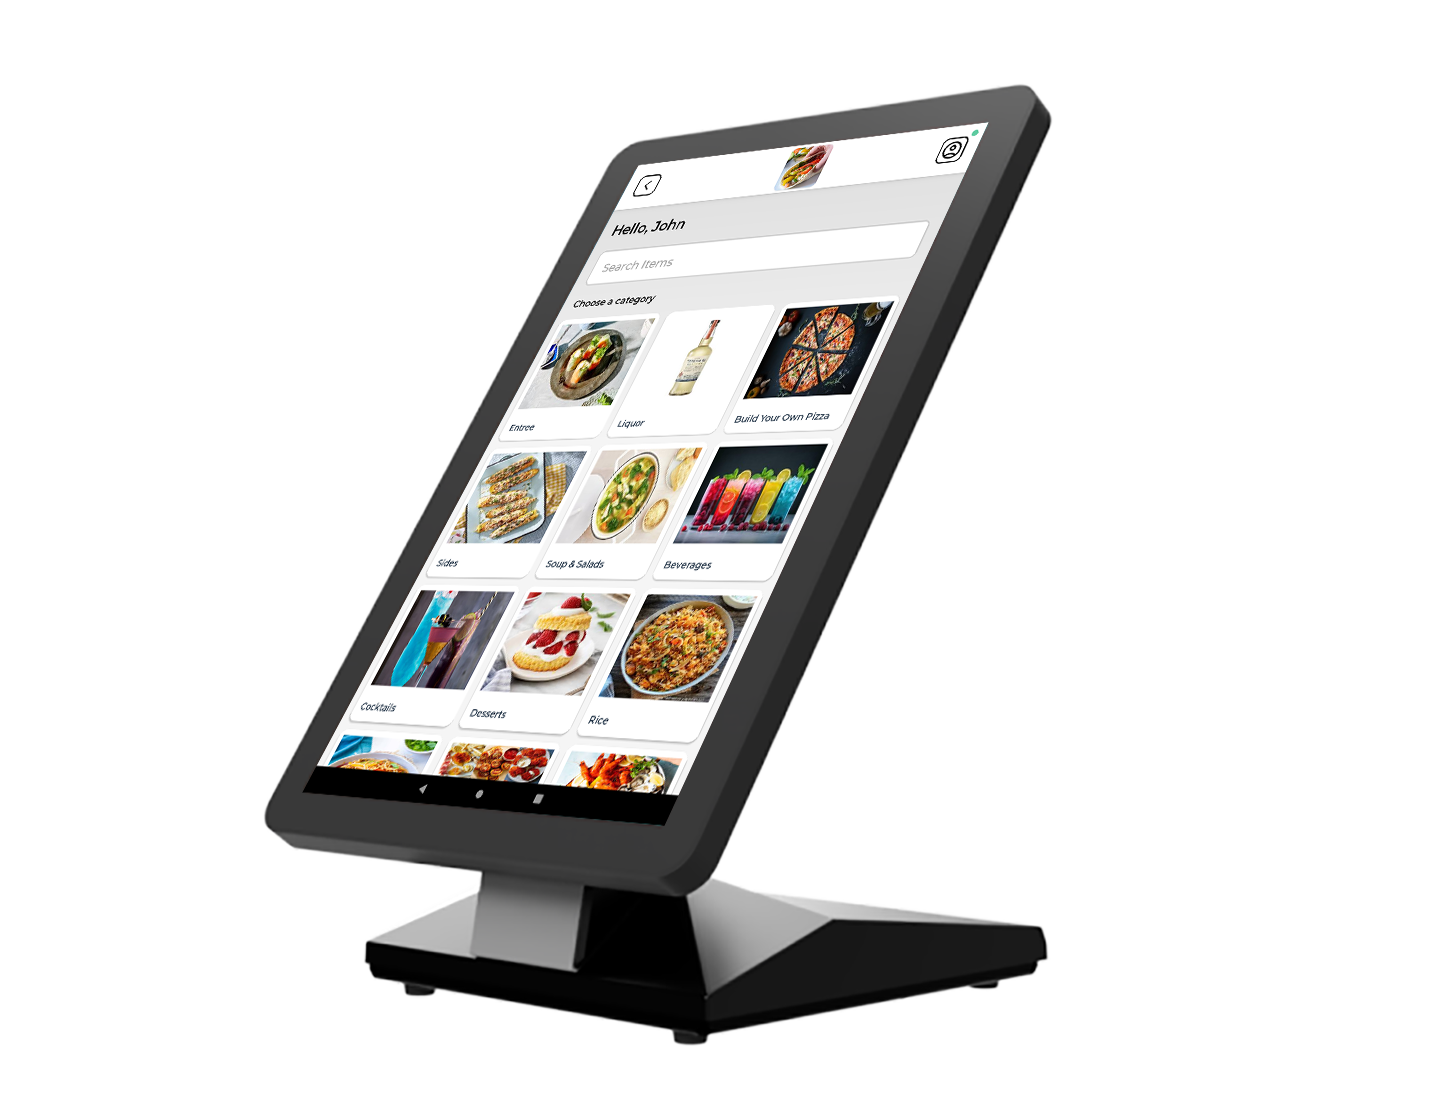 Hello, John
Search Items
Choose a category
Entree
Liquor
Build Your Own Pizza
Sides
Soup & Salads
Beverages
Cocktails
Desserts
Rice